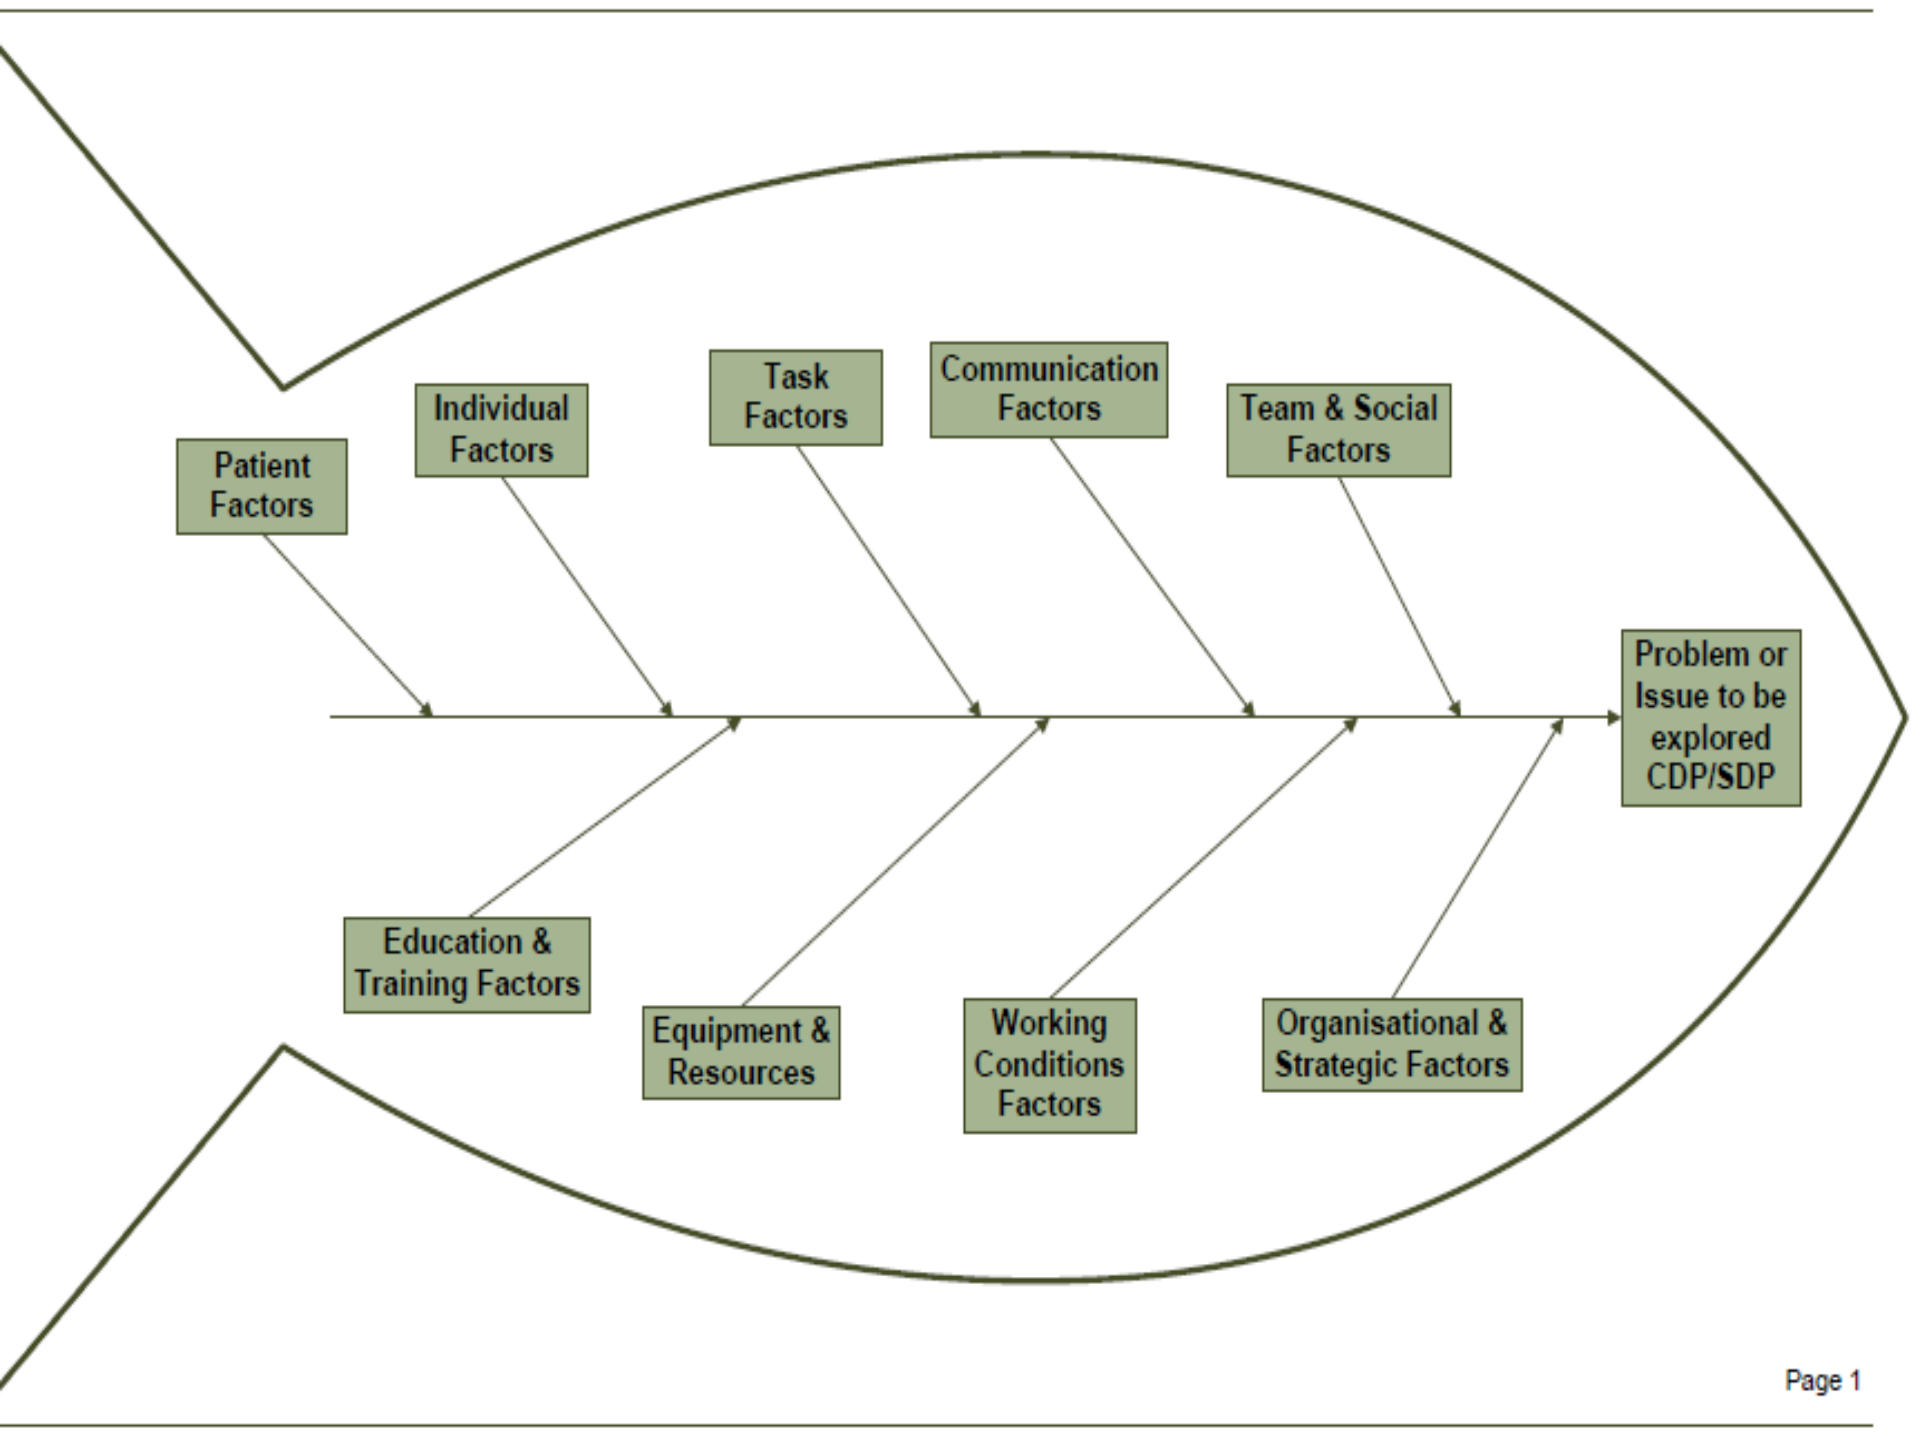 Patient
Factors
Individual
Factors
Task
Factors
Communication
Factors
Team & Social
Factors
Problem or
Issue to be
explored
CDP/SDP
Education &
Training Factors
Equipment &
Resources
Working
Conditions
Factors
Organisational &
Strategic Factors
Page 1